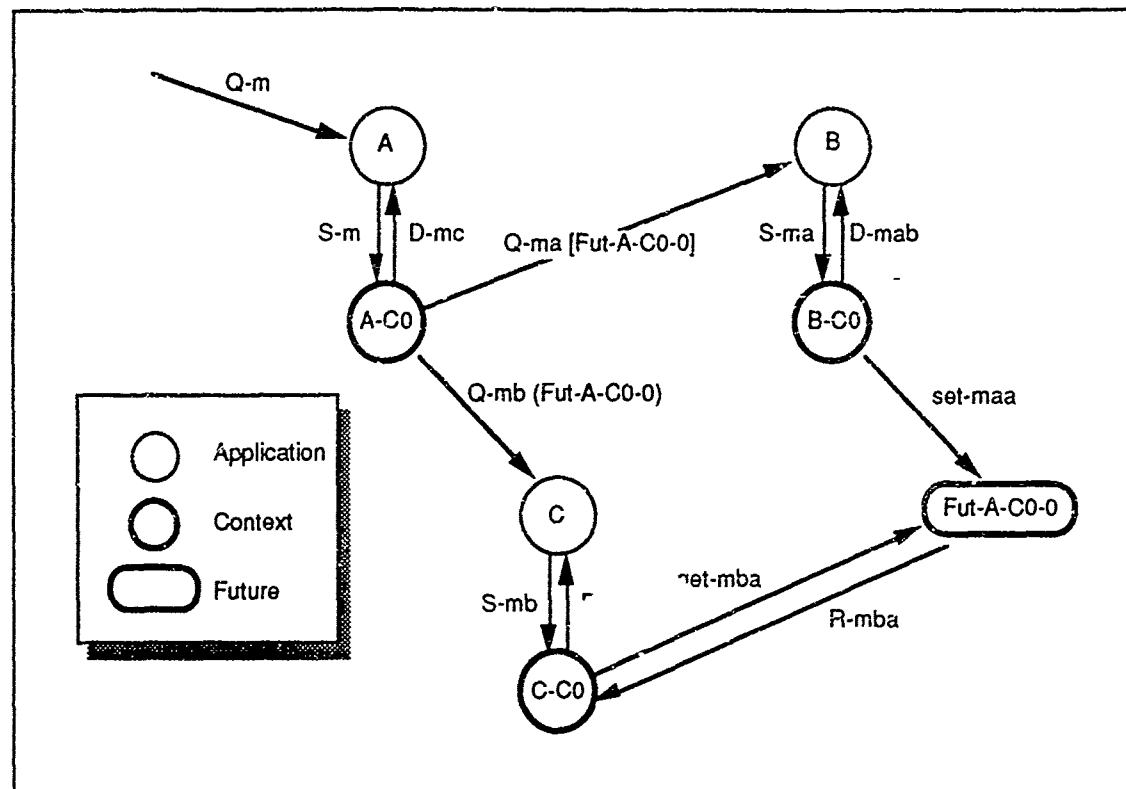 Q-m
A
B
S-m
D-mc
Q-ma [Fut-A-C0-0]
S-ma
D-mab
A-C0
B-C0
Q-mb (Fut-A-C0-0)
set-maa
Application
Context
Future
C
Fut-A-C0-0
S-mb
R-mba
C-C0